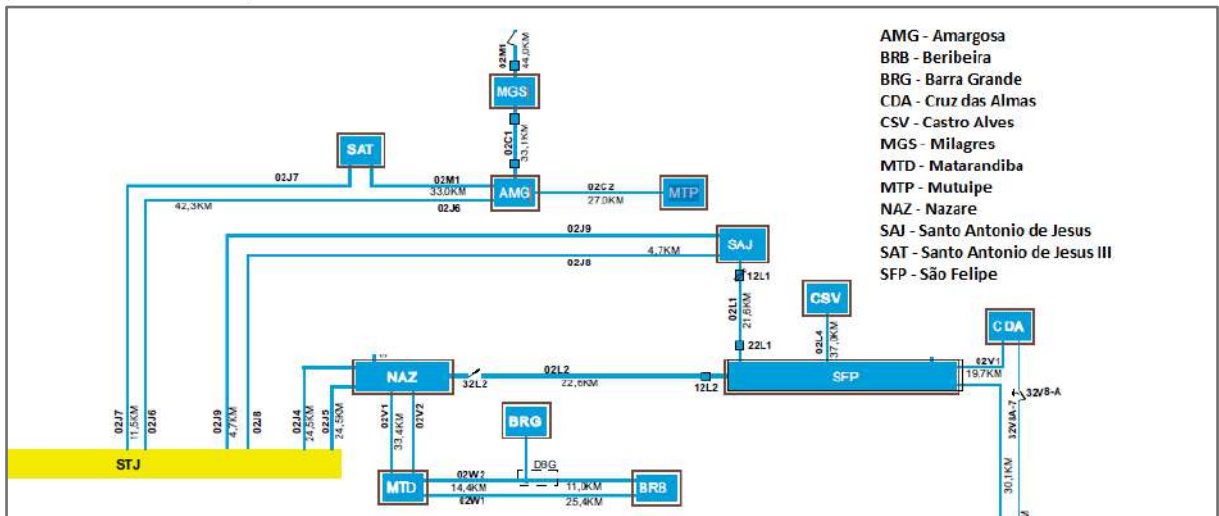 AMG - Amargosa
BRB - Beribeira
BRG - Barra Grande
CDA - Cruz das Almas
CSV - Castro Alves
MGS - Milagres
MTD - Matarandiba
MTP - Mutuipe
NAZ - Nazare
SAJ - Santo Antonio de Jesus
SAT - Santo Antonio de Jesus III
SFP - São Felipe
02M1
44,0KM
MGS
02C1
33,1KM
SAT
02J7
02M1
33,0KM
AMG
02C2
27,0KM
MTP
42,3KM
02J6
02J9
SAJ
4,7KM
02J8
12L1
02L1
21,6KM
CSV
22L1
02L4
37,0KM
CDA
02V1
19,7KM
NAZ
32L2
02L2
22,6KM
12L2
SFP
32V8-A
32V8A-7
30,1KM
02J7
11,5KM
02J6
02J9
4,7KM
02J8
02J4
24,5KM
02J5
24,5KM
02V1
33,4KM
02V2
BRG
STJ
DBG
02W2
14,4KM
11,0KM
MTD
BRB
02W1
25,4KM